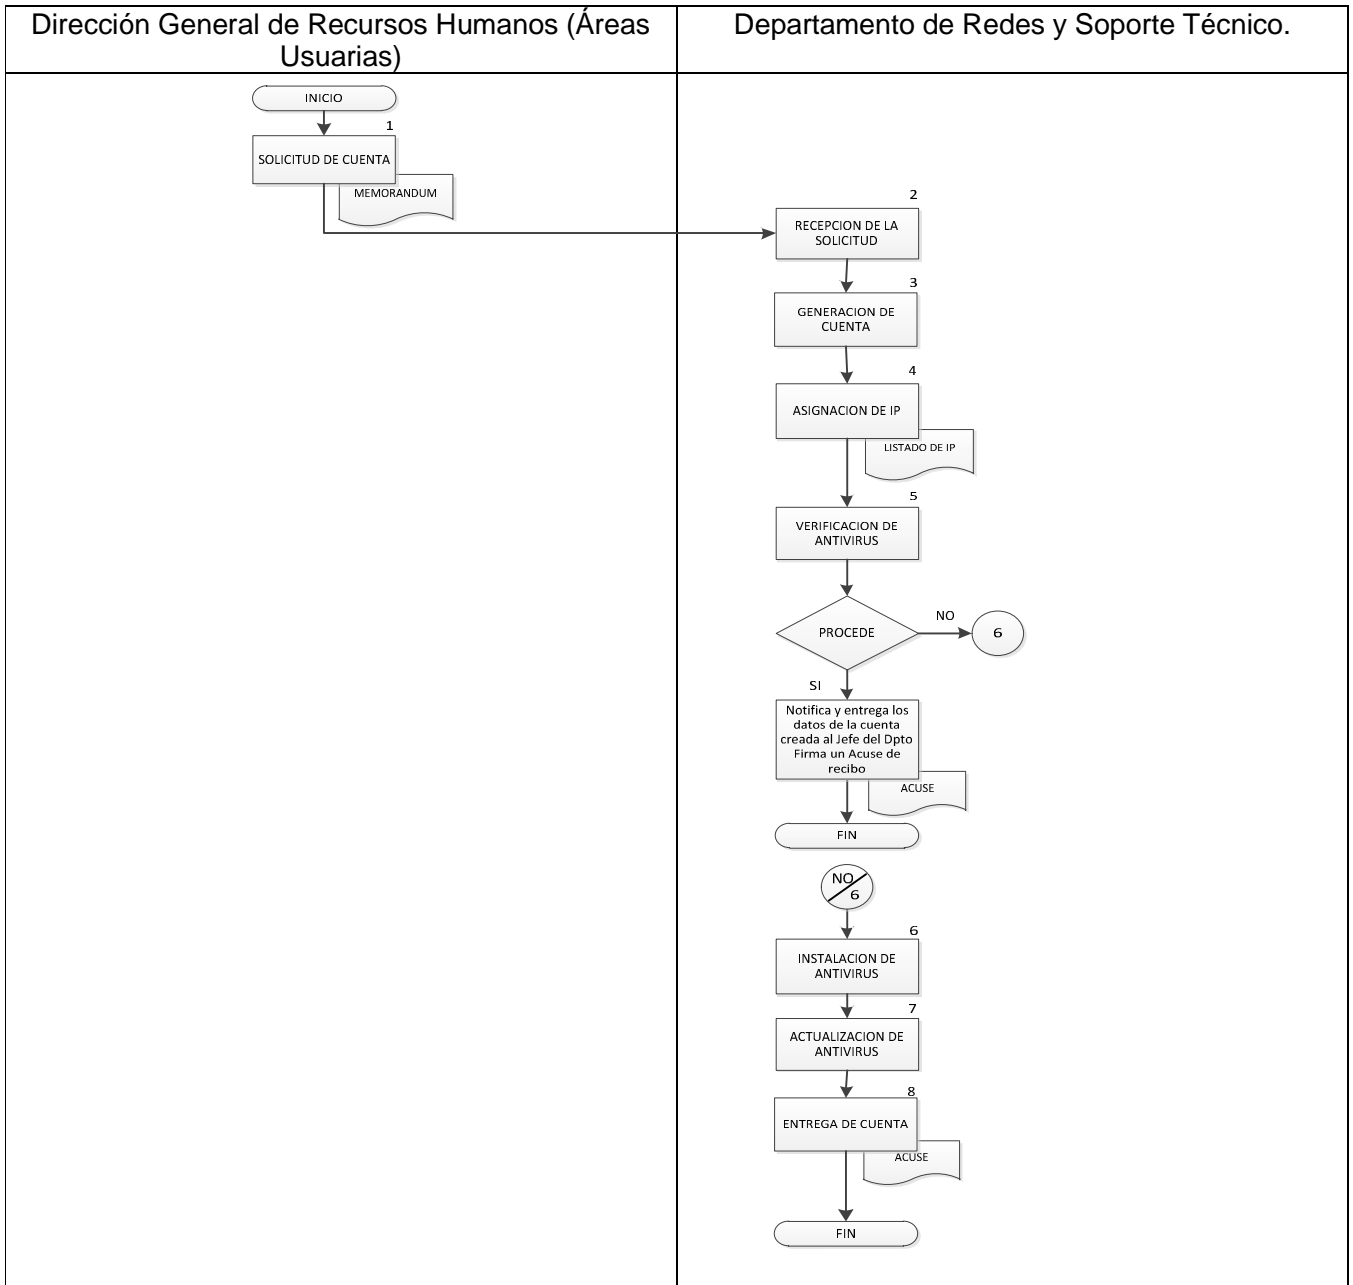 Dirección General de Recursos Humanos (Áreas
Usuarias)
Departamento de Redes y Soporte Técnico.
INICIO
1
SOLICITUD DE CUENTA
MEMORANDUM
2
RECEPCION DE LA
SOLICITUD
3
GENERACION DE
CUENTA
4
ASIGNACION DE IP
LISTADO DE IP
5
VERIFICACION DE
ANTIVIRUS
PROCEDE
NO
6
SI
Notifica y entrega los
datos de la cuenta
creada al Jefe del Dpto
Firma un Acuse de
recibo
ACUSE
FIN
NO
6
6
INSTALACION DE
ANTIVIRUS
7
ACTUALIZACION DE
ANTIVIRUS
8
ENTREGA DE CUENTA
ACUSE
FIN